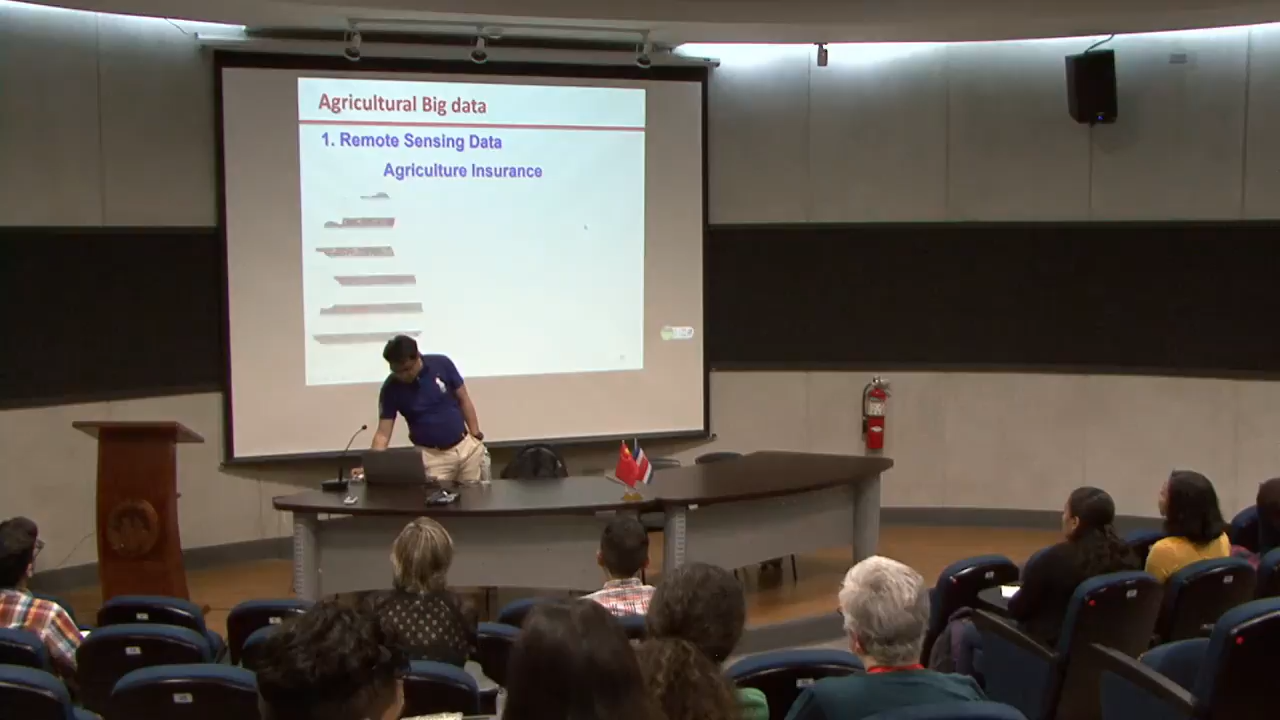 Agricultural Big data
1. Remote Sensing Data
Agriculture Insurance